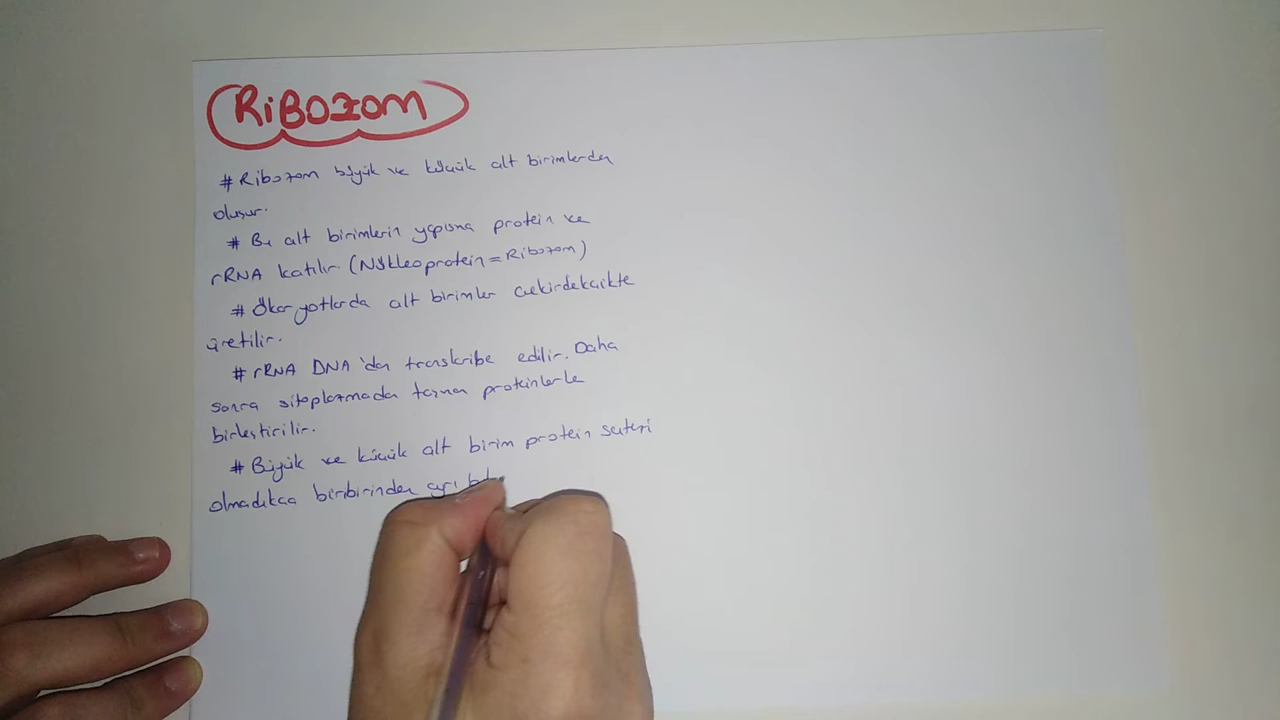 RiBOZOM
# Ribozom büyük ve küçük alt birimlerden
oluşur.
# Bu alt birimlerin yapısına protein ve
rRNA katılır. (Nükleoprotein = Ribozom)
# Ökaryotlarda alt birimler çekirdekçikte
üretilir.
# rRNA DNA'dan transkribe edilir. Daha
sonra sitoplazmadan taşınan proteinlerle
birleştirilir.
# Büyük ve küçük alt birim protein sentezi
olmadıkça birbirinden ayrı